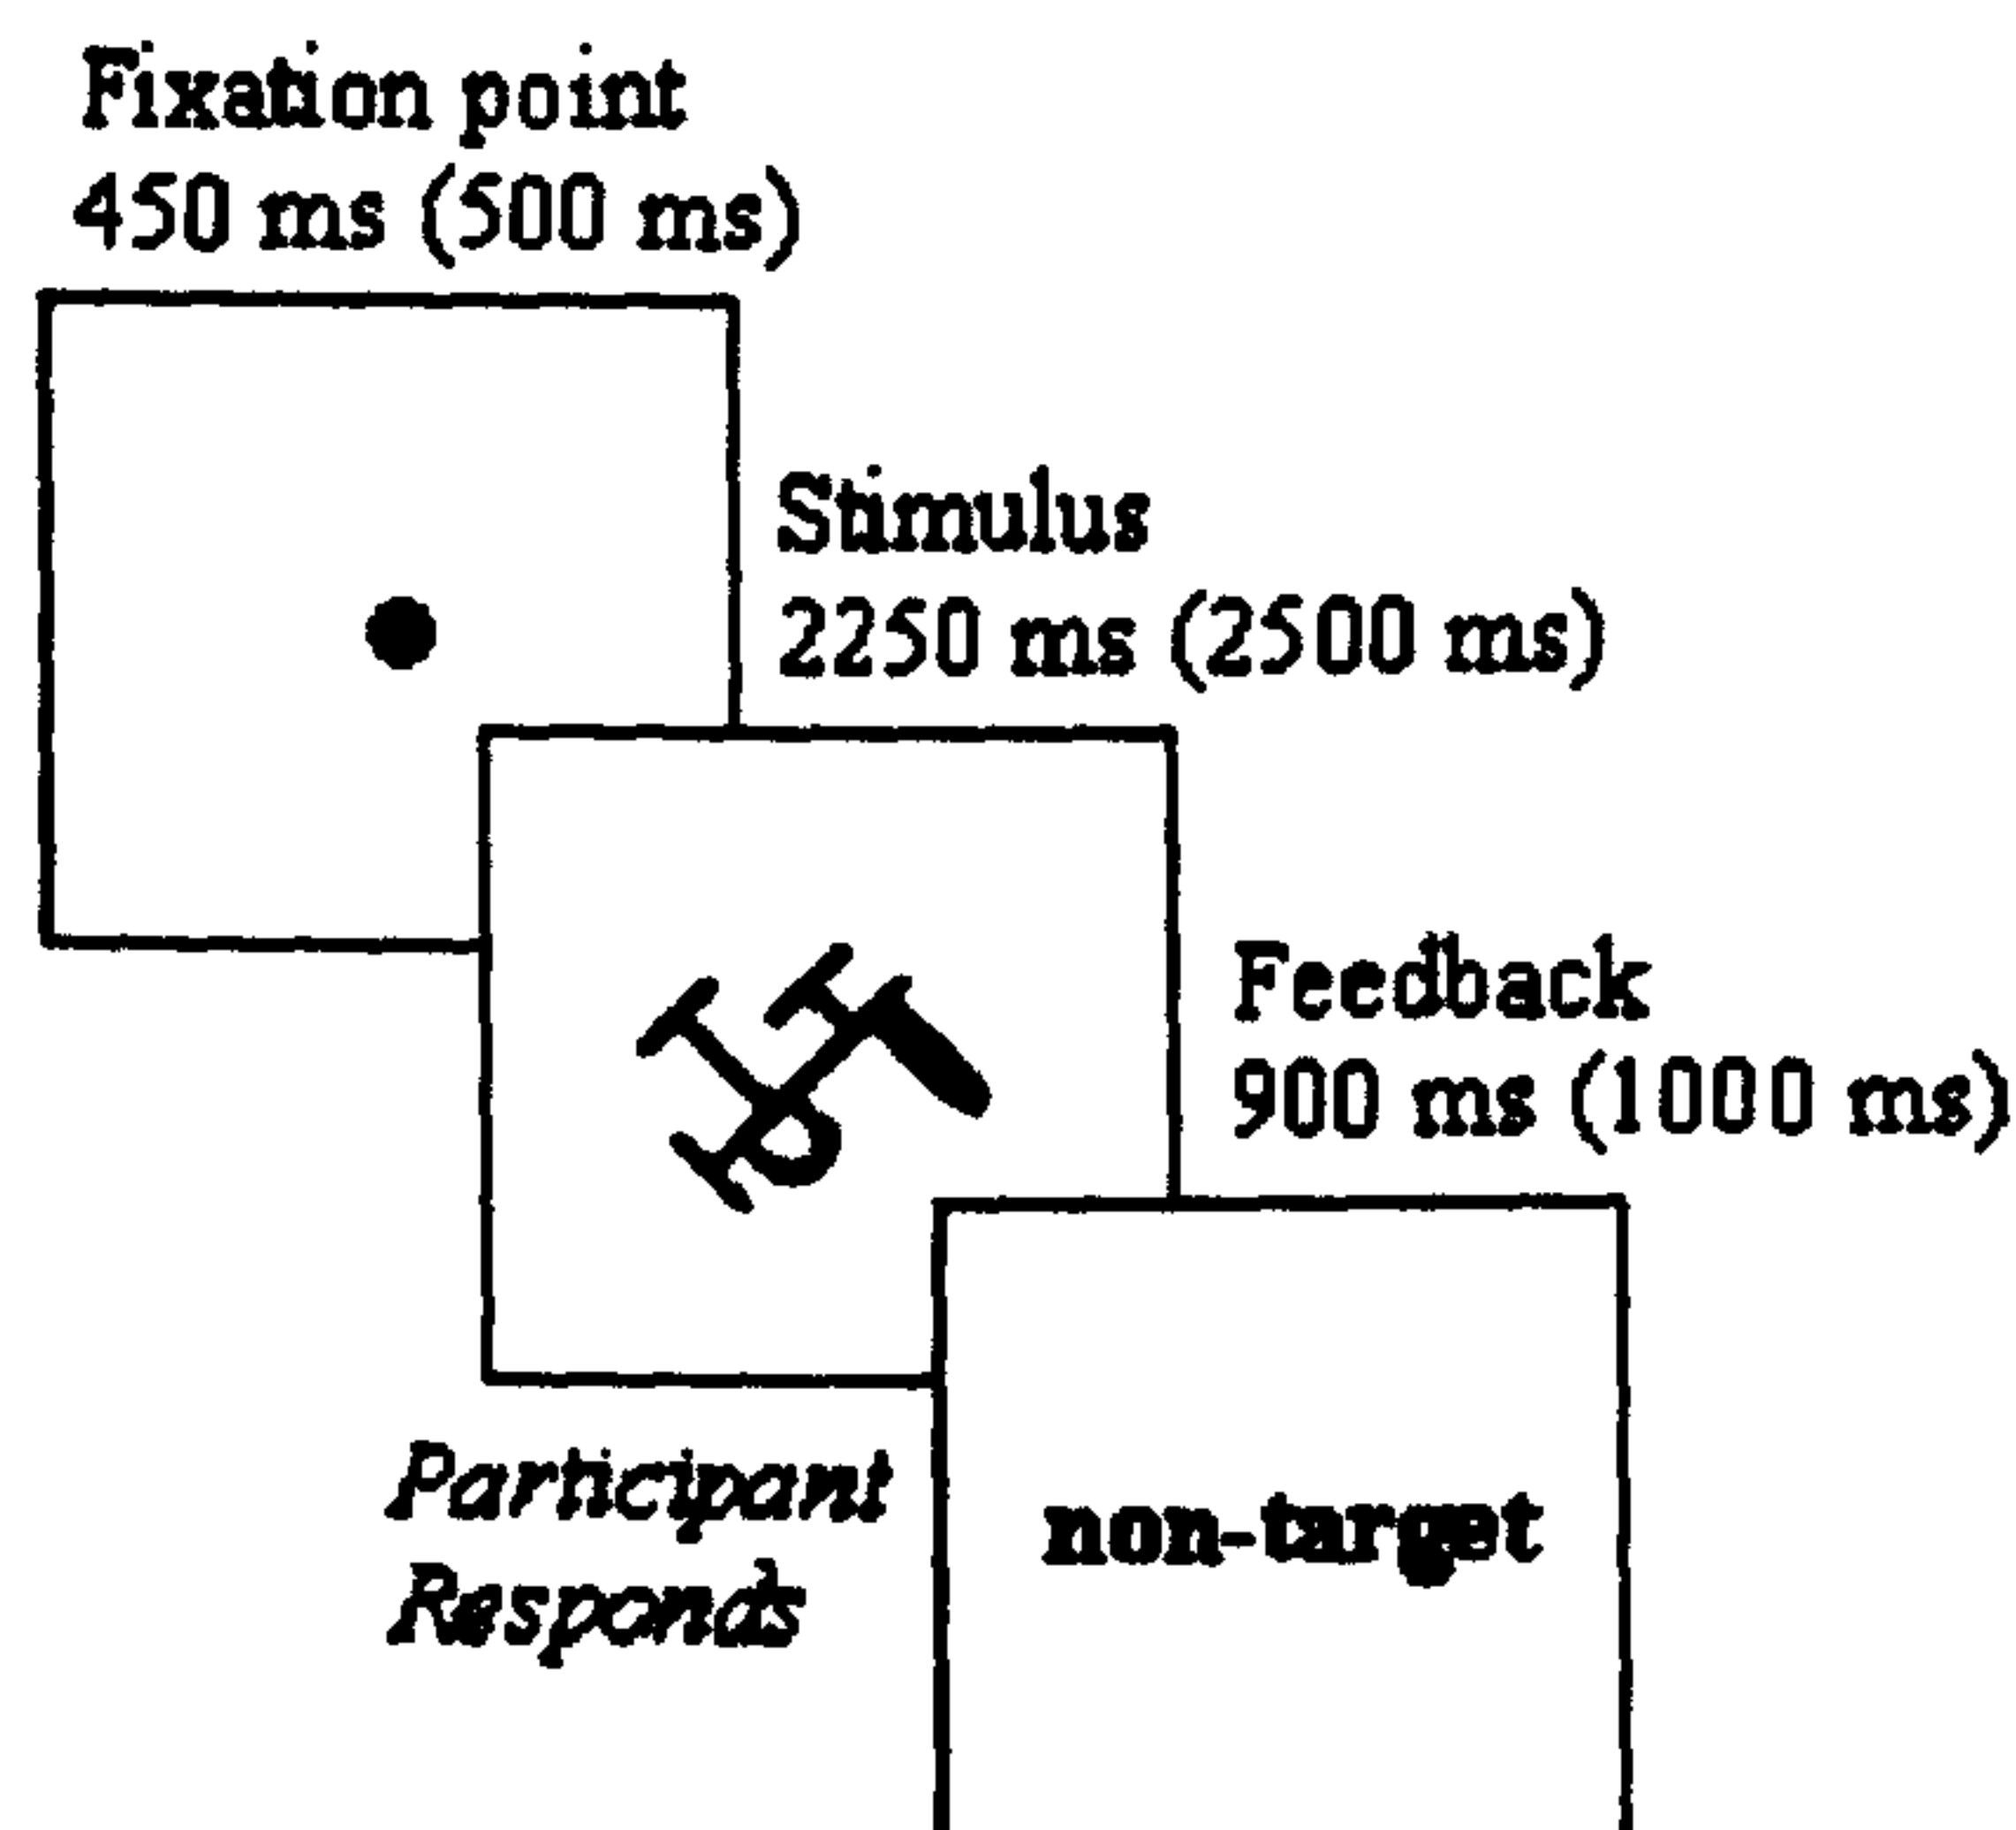 Fixation point
450 ms (500 ms)
Stimulus
2250 ms (2500 ms)
Feedback
900 ms (1000 ms)
Participant
Responds
non-target